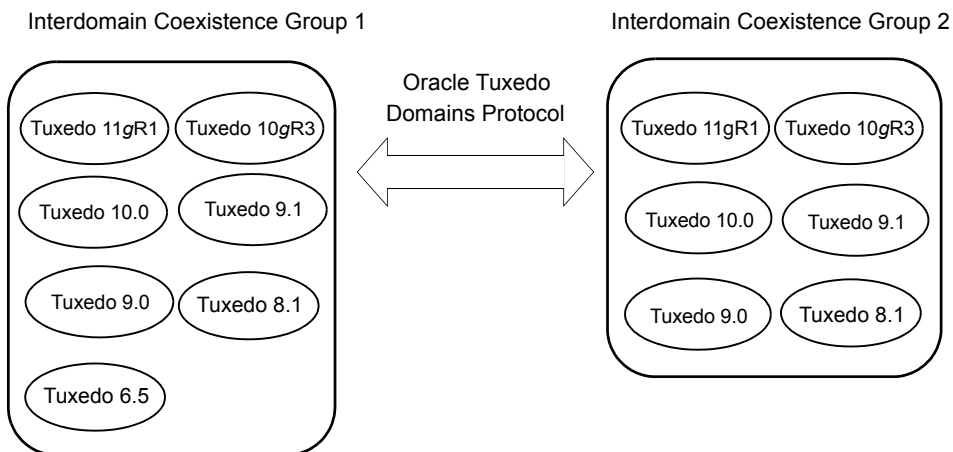 Interdomain Coexistence Group 1
Interdomain Coexistence Group 2
Oracle Tuxedo
Domains Protocol
Tuxedo 11gR1
Tuxedo 10gR3
Tuxedo 10.0
Tuxedo 9.1
Tuxedo 9.0
Tuxedo 8.1
Tuxedo 6.5
Tuxedo 11gR1
Tuxedo 10gR3
Tuxedo 10.0
Tuxedo 9.1
Tuxedo 9.0
Tuxedo 8.1